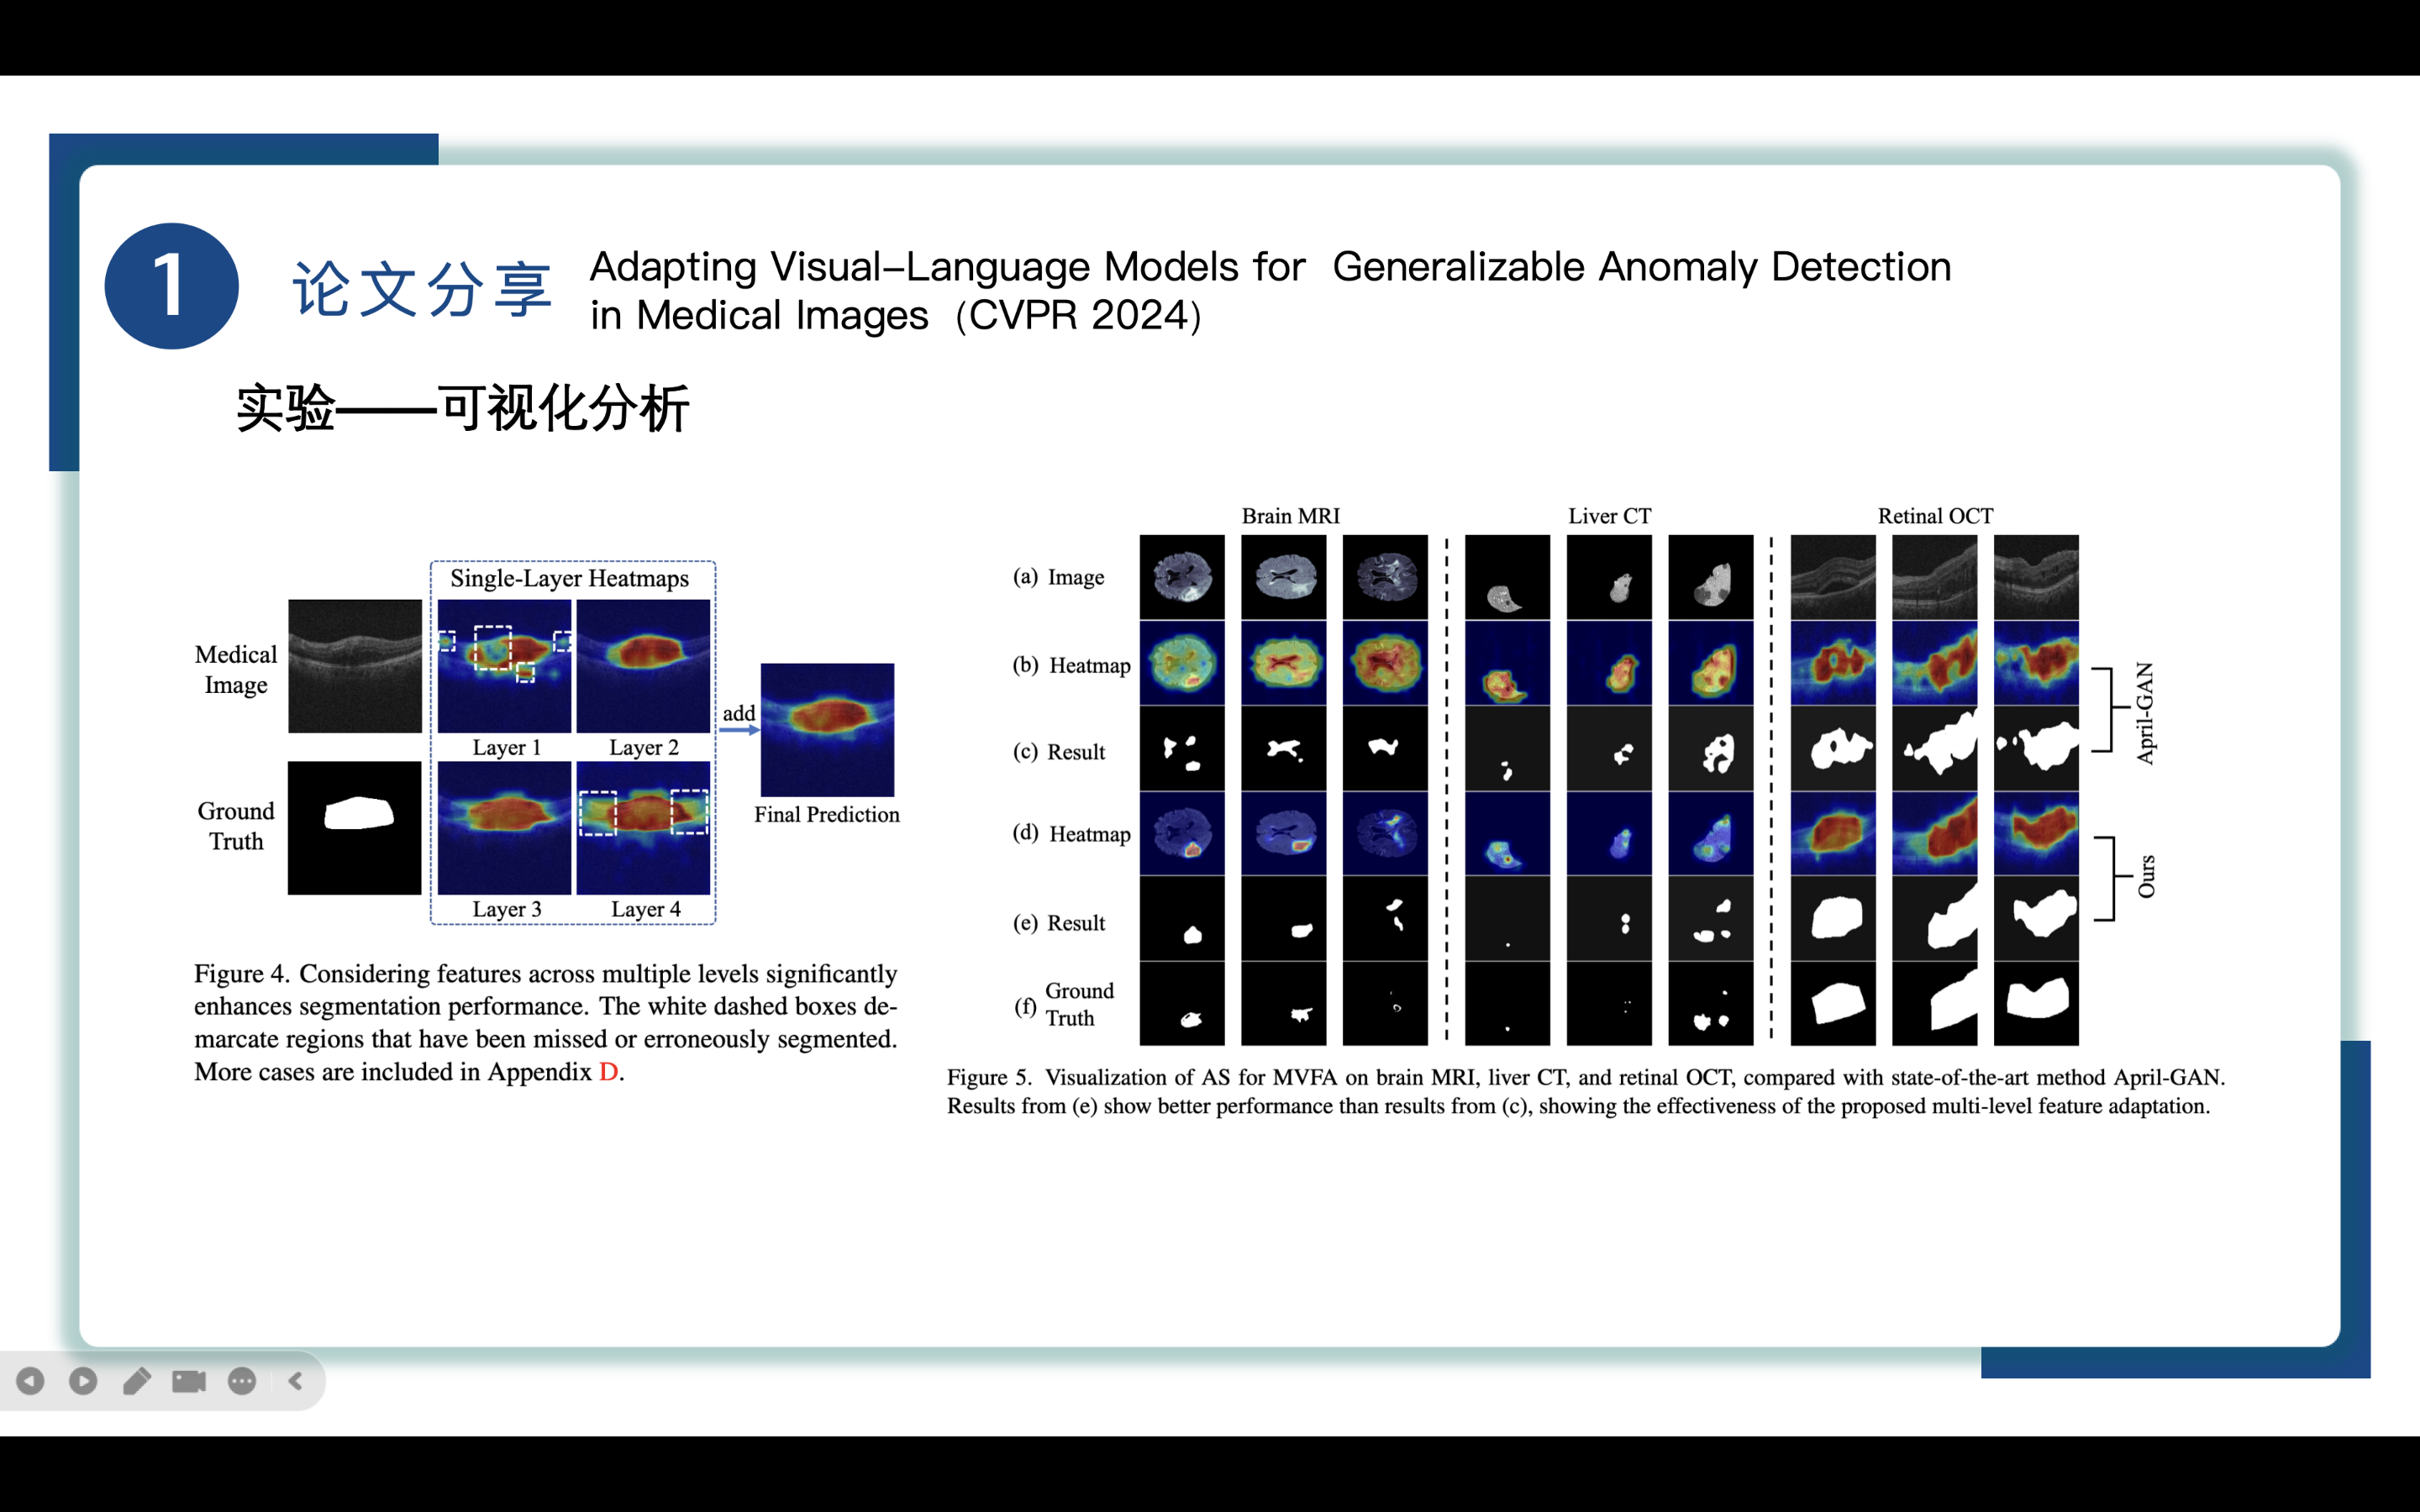 1
论文分享
Adapting Visual–Language Models for Generalizable Anomaly Detection
in Medical Images（CVPR 2024）
实验——可视化分析
Single-Layer Heatmaps
Medical
Image
Layer 1
Layer 2
add
Ground
Truth
Final Prediction
Layer 3
Layer 4
Figure 4. Considering features across multiple levels significantly
enhances segmentation performance. The white dashed boxes de-
marcate regions that have been missed or erroneously segmented.
More cases are included in Appendix D.
Brain MRI
Liver CT
Retinal OCT
(a) Image
(b) Heatmap
(c) Result
April-GAN
(d) Heatmap
(e) Result
Ours
(f) Ground
Truth
Figure 5. Visualization of AS for MVFA on brain MRI, liver CT, and retinal OCT, compared with state-of-the-art method April-GAN.
Results from (e) show better performance than results from (c), showing the effectiveness of the proposed multi-level feature adaptation.